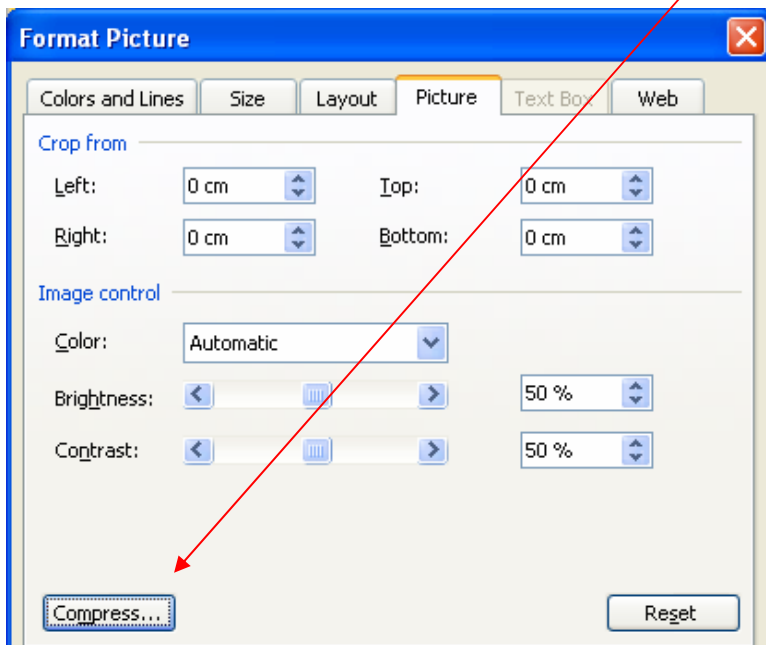 Format Picture
Colors and Lines Size Layout Picture Text Box Web
Crop from
Left: 0 cm Top: 0 cm
Right: 0 cm Bottom: 0 cm
Image control
Color: Automatic
Brightness: 50 %
Contrast: 50 %
Compress... Reset